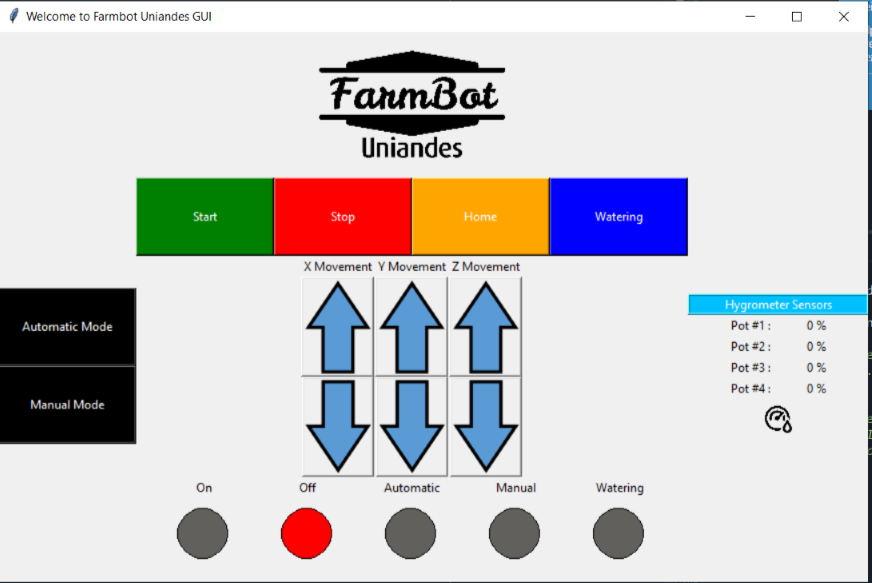 Welcome to Farmbot Uniandes GUI
FarmBot
Uniandes
Start Stop Home Watering
X Movement Y Movement Z Movement
Automatic Mode
Manual Mode
Hygrometer Sensors
Pot #1 : 0 %
Pot #2 : 0 %
Pot #3 : 0 %
Pot #4 : 0 %
On Off Automatic Manual Watering